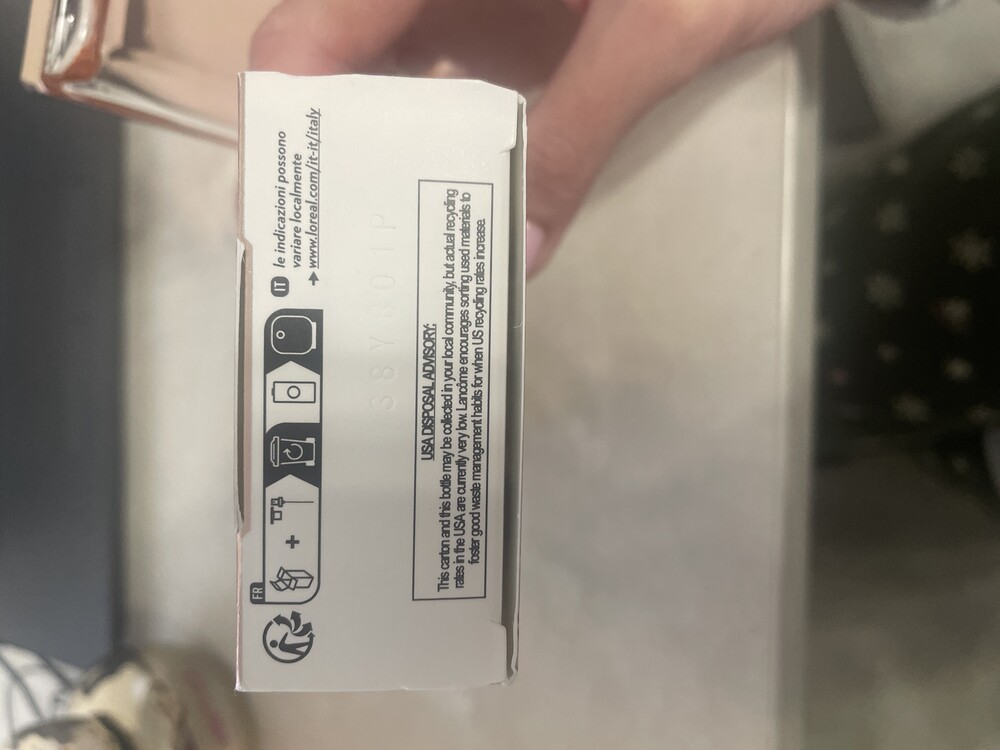 FR
+
IT le indicazioni possono
variare localmente
➔ www.loreal.com/it-it/italy
USA DISPOSAL ADVISORY:
This carton and this bottle may be collected in your local community, but actual recycling
rates in the USA are currently very low. Lancôme encourages sorting used materials to
foster good waste management habits for when US recycling rates increase.